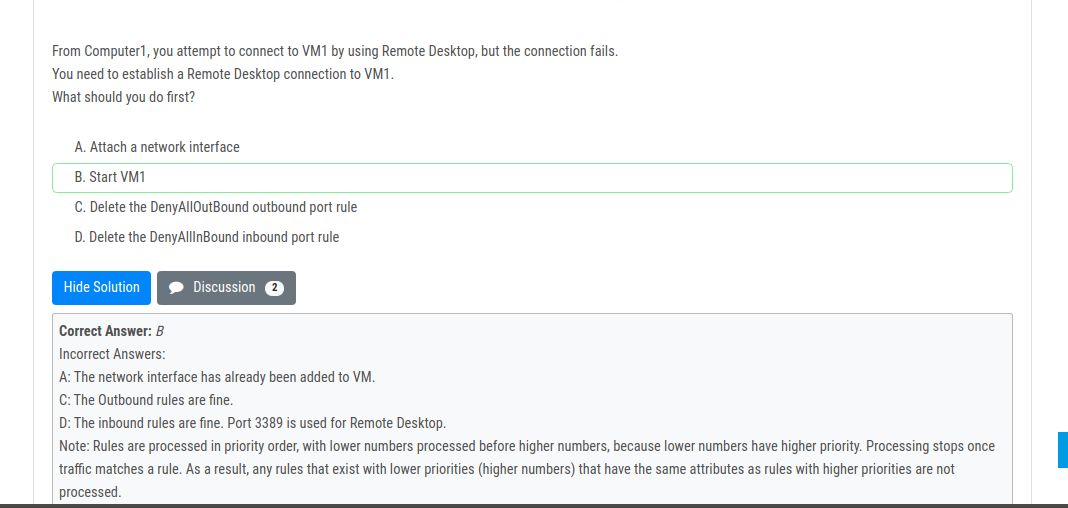 From Computer1, you attempt to connect to VM1 by using Remote Desktop, but the connection fails.
You need to establish a Remote Desktop connection to VM1.
What should you do first?
A. Attach a network interface
B. Start VM1
C. Delete the DenyAllOutBound outbound port rule
D. Delete the DenyAllInBound inbound port rule
Hide Solution Discussion 2
Correct Answer: B
Incorrect Answers:
A: The network interface has already been added to VM.
C: The Outbound rules are fine.
D: The inbound rules are fine. Port 3389 is used for Remote Desktop.
Note: Rules are processed in priority order, with lower numbers processed before higher numbers, because lower numbers have higher priority. Processing stops once
traffic matches a rule. As a result, any rules that exist with lower priorities (higher numbers) that have the same attributes as rules with higher priorities are not
processed.